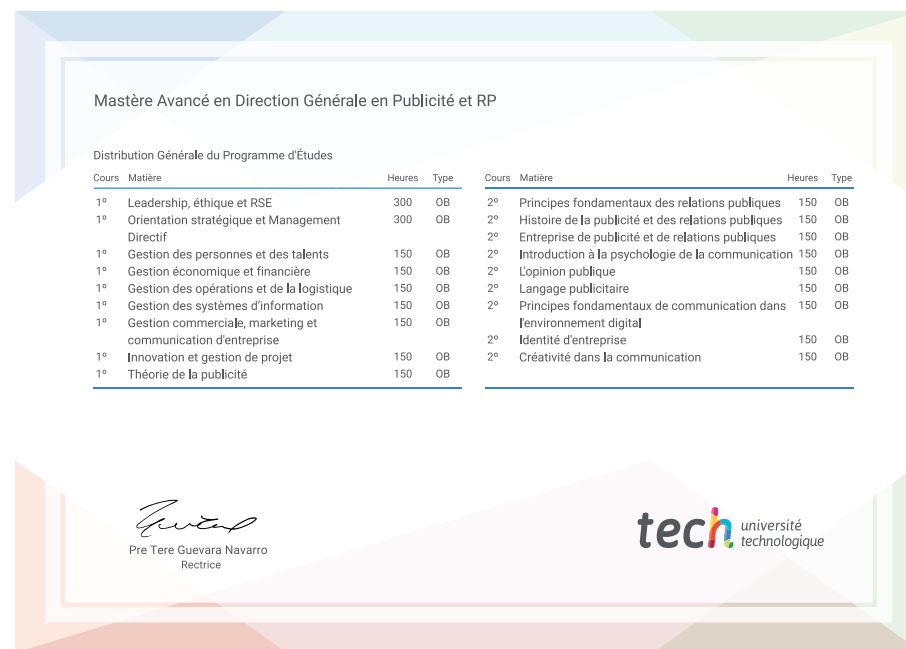 Mastère Avancé en Direction Générale en Publicité et RP
Distribution Générale du Programme d'Études
Cours Matière Heures Type
1º Leadership, éthique et RSE 300 OB
1º Orientation stratégique et Management 300 OB
Directif
1º Gestion des personnes et des talents 150 OB
1º Gestion économique et financière 150 OB
1º Gestion des opérations et de la logistique 150 OB
1º Gestion des systèmes d'information 150 OB
1º Gestion commerciale, marketing et 150 OB
communication d'entreprise
1º Innovation et gestion de projet 150 OB
1º Théorie de la publicité 150 OB
Cours Matière Heures Type
2º Principes fondamentaux des relations publiques 150 OB
2º Histoire de la publicité et des relations publiques 150 OB
2º Entreprise de publicité et de relations publiques 150 OB
2º Introduction à la psychologie de la communication 150 OB
2º L'opinion publique 150 OB
2º Langage publicitaire 150 OB
2º Principes fondamentaux de communication dans 150 OB
l'environnement digital
2º Identité d'entreprise 150 OB
2º Créativité dans la communication 150 OB
Pre Tere Guevara Navarro
Rectrice
tech université
technologique